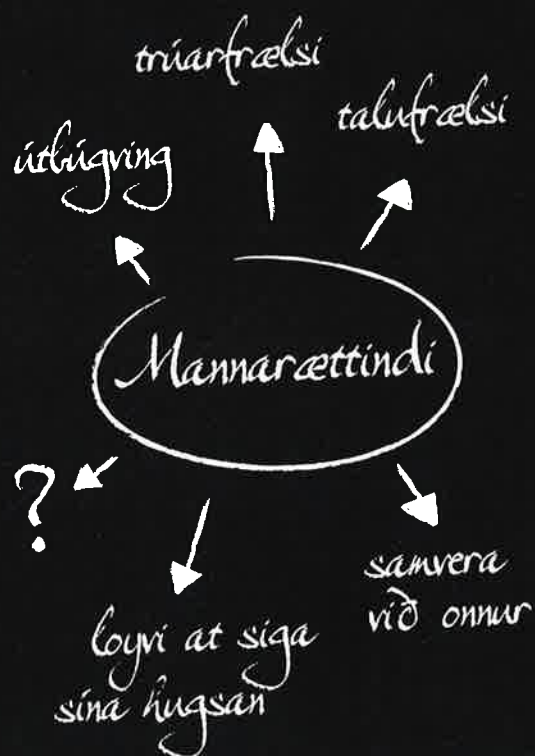 trúarfrælsi
talufrælsi
útbúgving
Mannarættindi
?
samvera
við onnur
loyvi at siga
sína hugsan